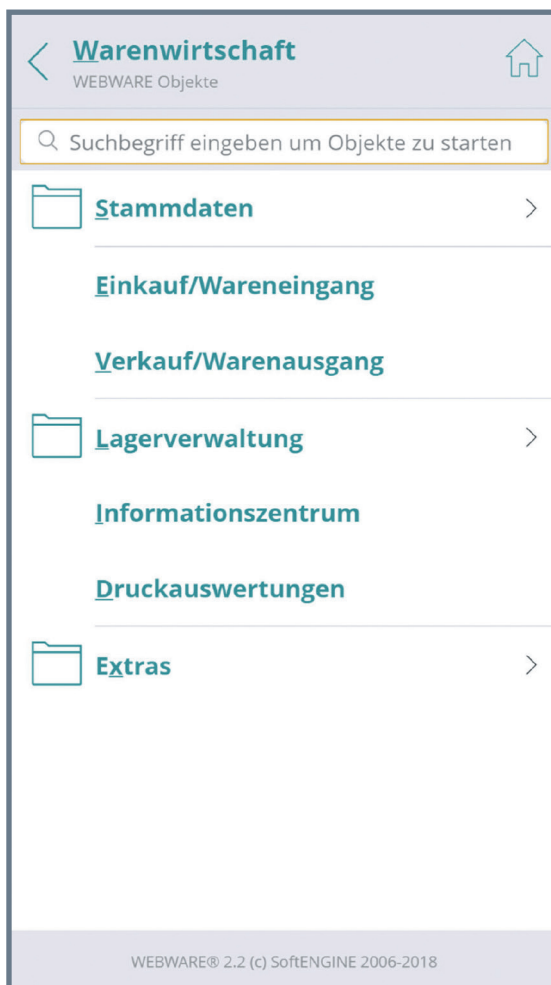 Warenwirtschaft
WEBWARE Objekte
Suchbegriff eingeben um Objekte zu starten
Stammdaten
Einkauf/Wareneingang
Verkauf/Warenausgang
Lagerverwaltung
Informationszentrum
Druckauswertungen
Extras
WEBWARE® 2.2 (c) SoftENGINE 2006-2018